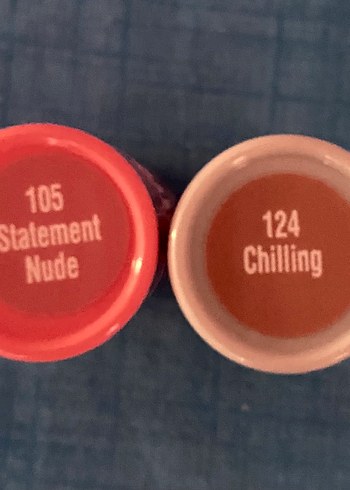 105
Statement
Nude
124
Chilling